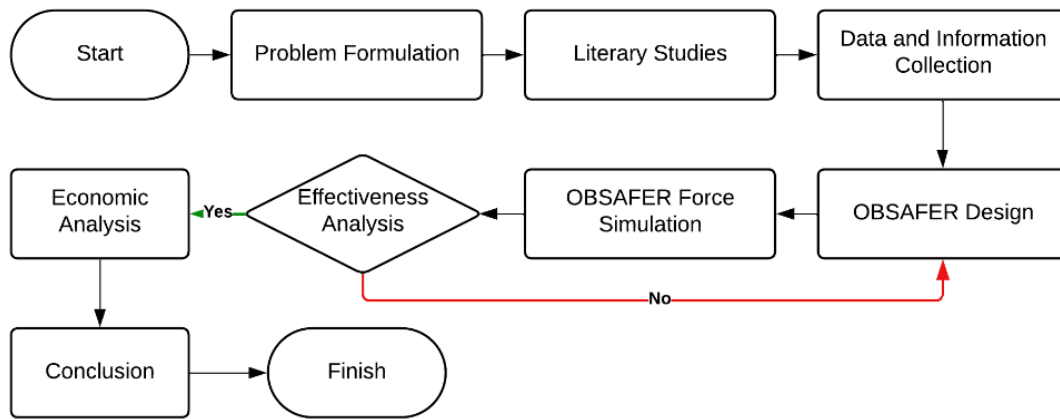 Start
Problem Formulation
Literary Studies
Data and Information
Collection
Economic
Analysis
Yes
Effectiveness
Analysis
OBSAFER Force
Simulation
OBSAFER Design
No
Conclusion
Finish